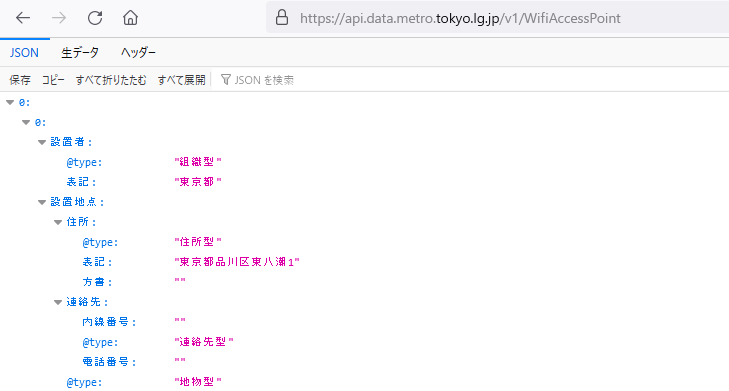 https://api.data.metro.tokyo.lg.jp/v1/WifiAccessPoint
JSON 生データ ヘッダー
保存 コピー すべて折りたたむ すべて展開 JSON を検索
0:
0:
設置者:
@type: "組織型"
表記: "東京都"
設置地点:
住所:
@type: "住所型"
表記: "東京都品川区東八潮1"
方書: ""
連絡先:
内線番号: ""
@type: "連絡先型"
電話番号: ""
@type: "地物型"